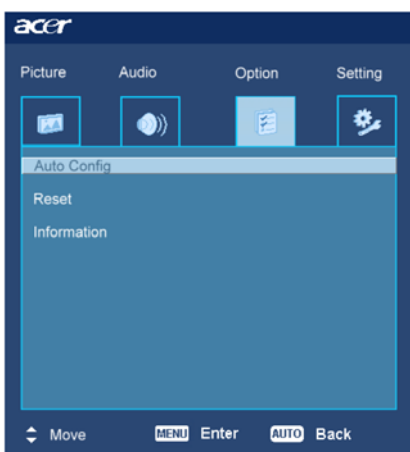 acer
Picture Audio Option Setting
Auto Config
Reset
Information
Move MENU Enter AUTO Back